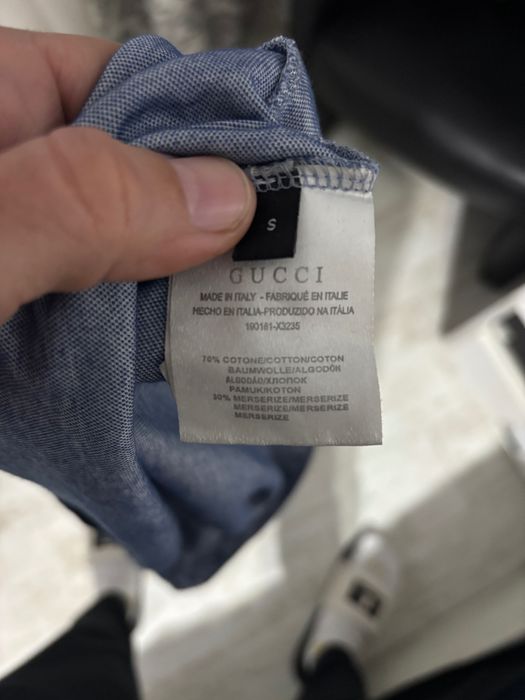 S
GUCCI
MADE IN ITALY - FABRIQUÉ EN ITALIE
HECHO EN ITALIA-PRODUZIDO NA ITÁLIA
190181-X3235
70% COTONE/COTTON/COTON
BAUMWOLLE/ALGODÓN
ALGODÃO/ХЛОПОК
PAMUK/KOTON
30% MERSERIZE/MERSERIZE
MERSERIZE/MERSERIZE
MERSERIZE